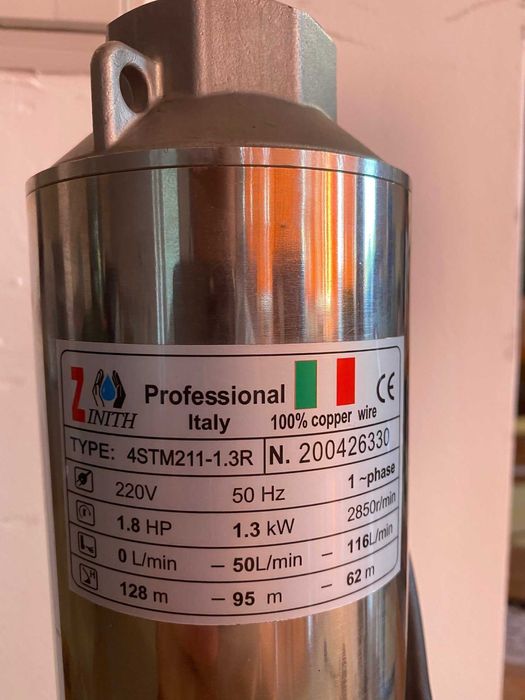 ZINITH
Professional
Italy
100% copper wire
CE
TYPE: 4STM211-1.3R N. 200426330
220V 50 Hz 1 ~phase
1.8 HP 1.3 kW 2850r/min
0 L/min – 50L/min – 116L/min
H
128 m – 95 m – 62 m